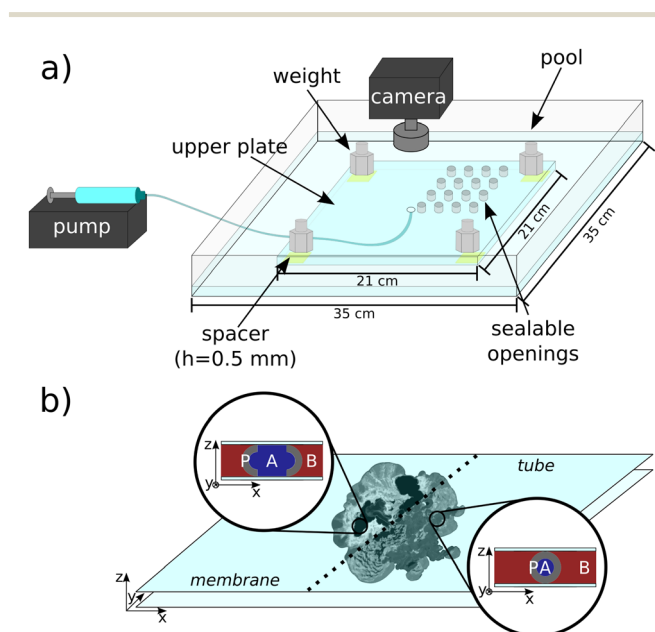 a)
weight
camera
pool
upper plate
pump
21 cm
35 cm
21 cm
35 cm
spacer
(h=0.5 mm)
sealable
openings
b)
z
P
A
B
y
x
tube
z
P
A
B
y
x
membrane
z
y
x